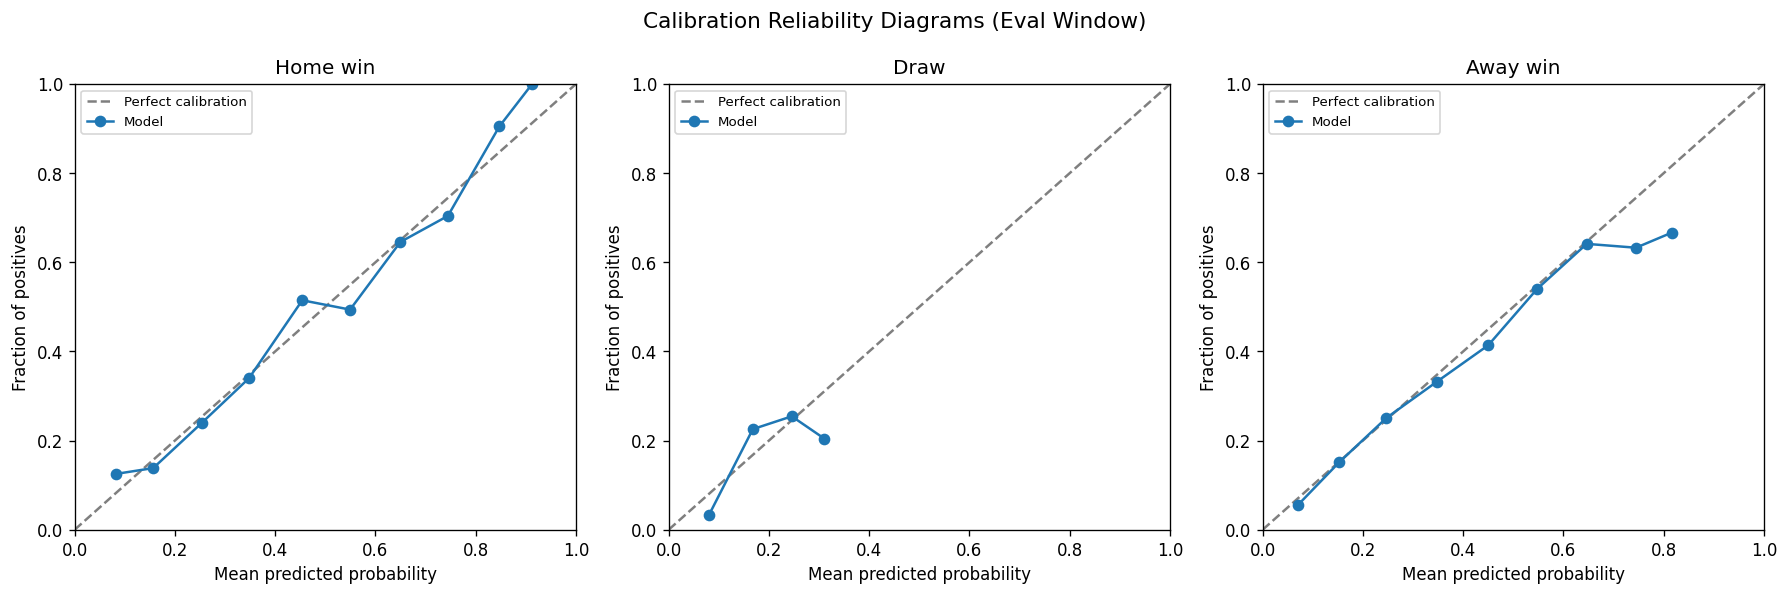 Calibration Reliability Diagrams (Eval Window)
Home win
Perfect calibration
Model
1.0
0.8
0.6
0.4
0.2
0.0
Fraction of positives
0.0 0.2 0.4 0.6 0.8 1.0
Mean predicted probability
Draw
Perfect calibration
Model
1.0
0.8
0.6
0.4
0.2
0.0
Fraction of positives
0.0 0.2 0.4 0.6 0.8 1.0
Mean predicted probability
Away win
Perfect calibration
Model
1.0
0.8
0.6
0.4
0.2
0.0
Fraction of positives
0.0 0.2 0.4 0.6 0.8 1.0
Mean predicted probability